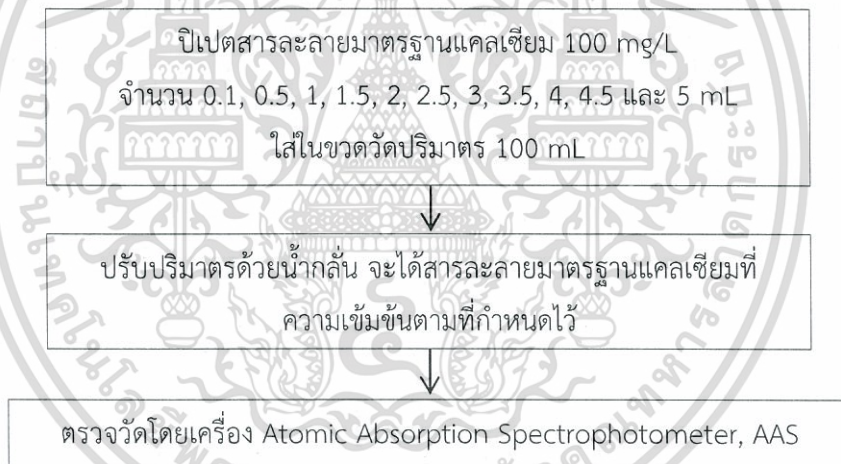 ปิเปตสารละลายมาตรฐานแคลเซียม 100 mg/L
จำนวน 0.1, 0.5, 1, 1.5, 2, 2.5, 3, 3.5, 4, 4.5 และ 5 mL
ใส่ในขวดวัดปริมาตร 100 mL
ปรับปริมาตรด้วยน้ำกลั่น จะได้สารละลายมาตรฐานแคลเซียมที่
ความเข้มข้นตามที่กำหนดไว้
ตรวจวัดโดยเครื่อง Atomic Absorption Spectrophotometer, AAS